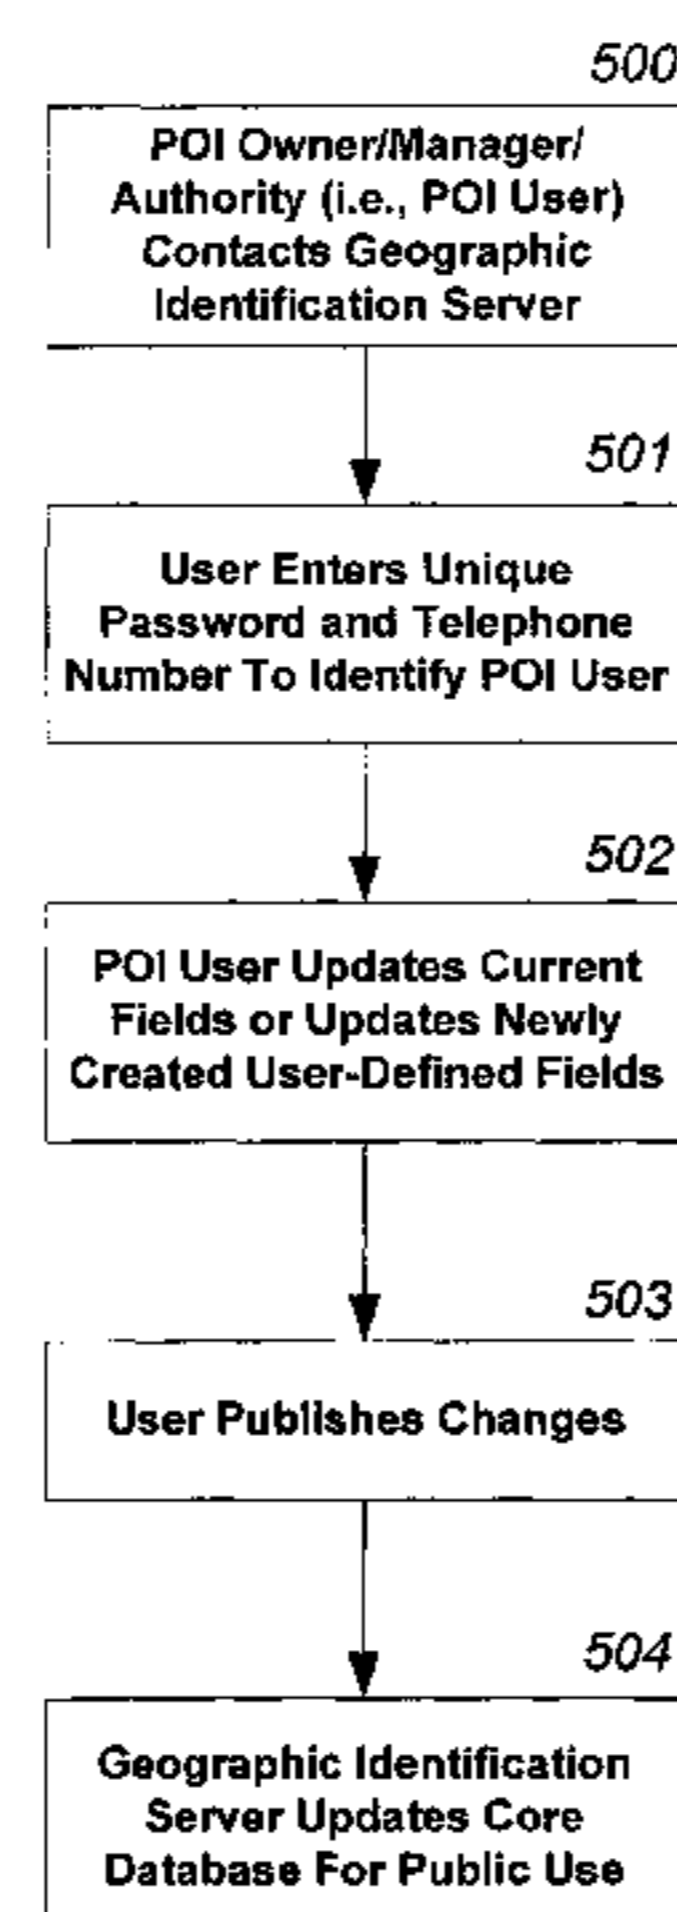 500
POI Owner/Manager/
Authority (i.e., POI User)
Contacts Geographic
Identification Server
501
User Enters Unique
Password and Telephone
Number To Identify POI User
502
POI User Updates Current
Fields or Updates Newly
Created User-Defined Fields
503
User Publishes Changes
504
Geographic Identification
Server Updates Core
Database For Public Use